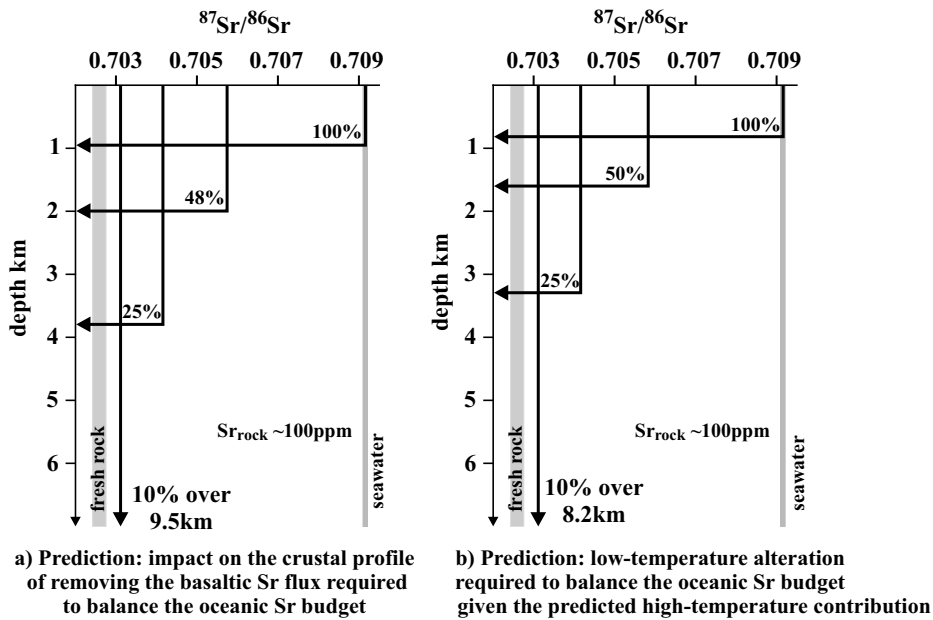 87Sr/86Sr
0.703 0.705 0.707 0.709
100%
1
48%
2
3
25%
4
5
6
depth km
fresh rock
Srrock ~100ppm
seawater
10% over
9.5km
a) Prediction: impact on the crustal profile
of removing the basaltic Sr flux required
to balance the oceanic Sr budget
87Sr/86Sr
0.703 0.705 0.707 0.709
100%
1
50%
2
3
25%
4
5
6
depth km
fresh rock
Srrock ~100ppm
seawater
10% over
8.2km
b) Prediction: low-temperature alteration
required to balance the oceanic Sr budget
given the predicted high-temperature contribution